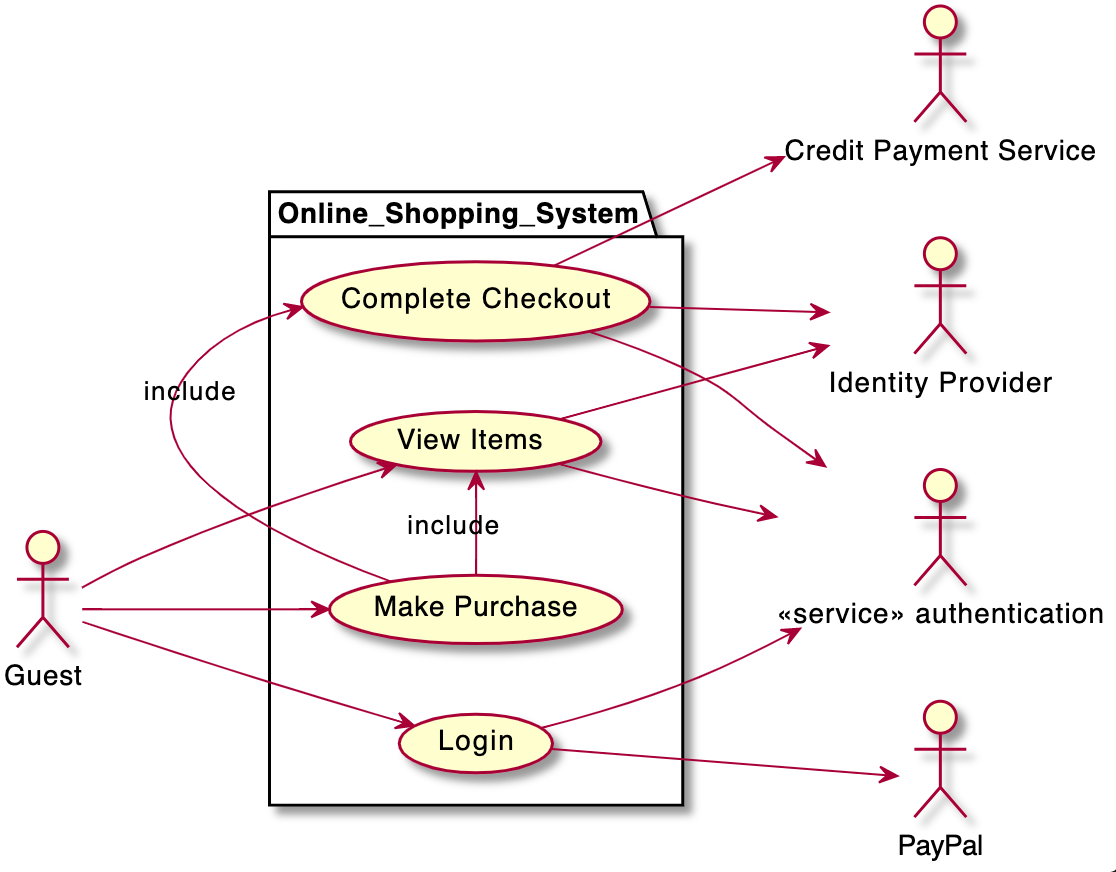 Credit Payment Service
Online_Shopping_System
Complete Checkout
Identity Provider
include
View Items
include
Make Purchase
«service» authentication
Guest
Login
PayPal